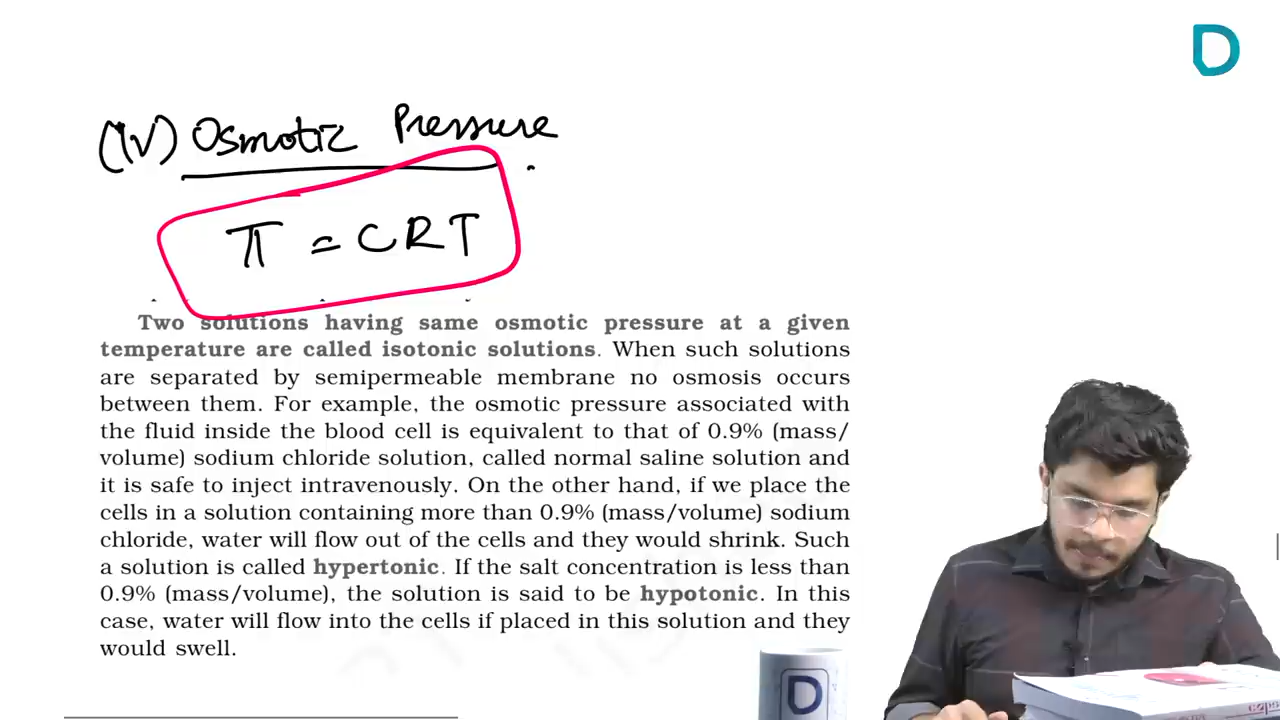 D
(IV) Osmotic Pressure
π = CRT
Two solutions having same osmotic pressure at a given
temperature are called isotonic solutions. When such solutions
are separated by semipermeable membrane no osmosis occurs
between them. For example, the osmotic pressure associated with
the fluid inside the blood cell is equivalent to that of 0.9% (mass/
volume) sodium chloride solution, called normal saline solution and
it is safe to inject intravenously. On the other hand, if we place the
cells in a solution containing more than 0.9% (mass/volume) sodium
chloride, water will flow out of the cells and they would shrink. Such
a solution is called hypertonic. If the salt concentration is less than
0.9% (mass/volume), the solution is said to be hypotonic. In this
case, water will flow into the cells if placed in this solution and they
would swell.
D